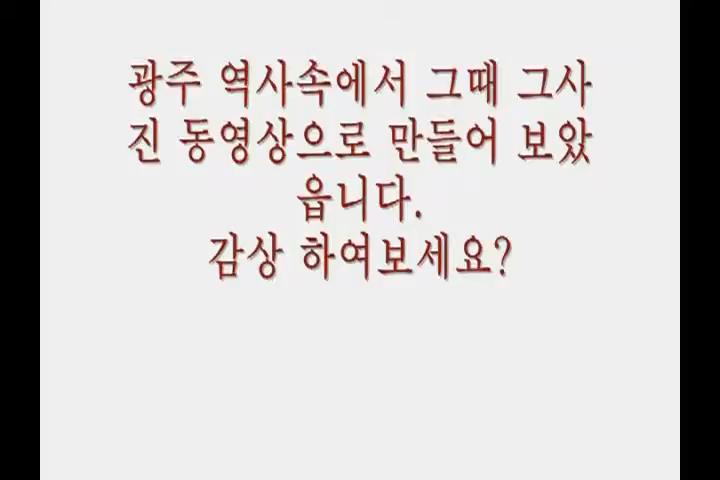 광주 역사속에서 그때 그사
진 동영상으로 만들어 보았
읍니다.
감상 하여보세요?